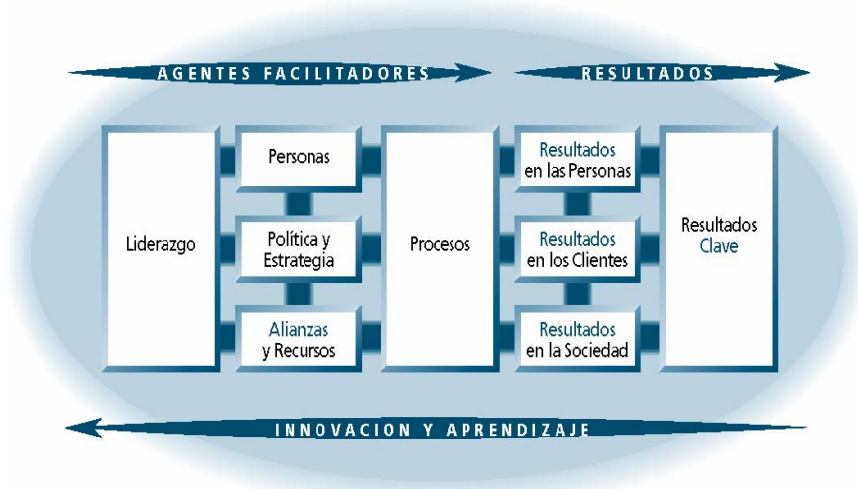 AGENTES FACILITADORES
RESULTADOS
Liderazgo
Personas
Política y
Estrategia
Alianzas
y Recursos
Procesos
Resultados
en las Personas
Resultados
en los Clientes
Resultados
en la Sociedad
Resultados
Clave
INNOVACION Y APRENDIZAJE